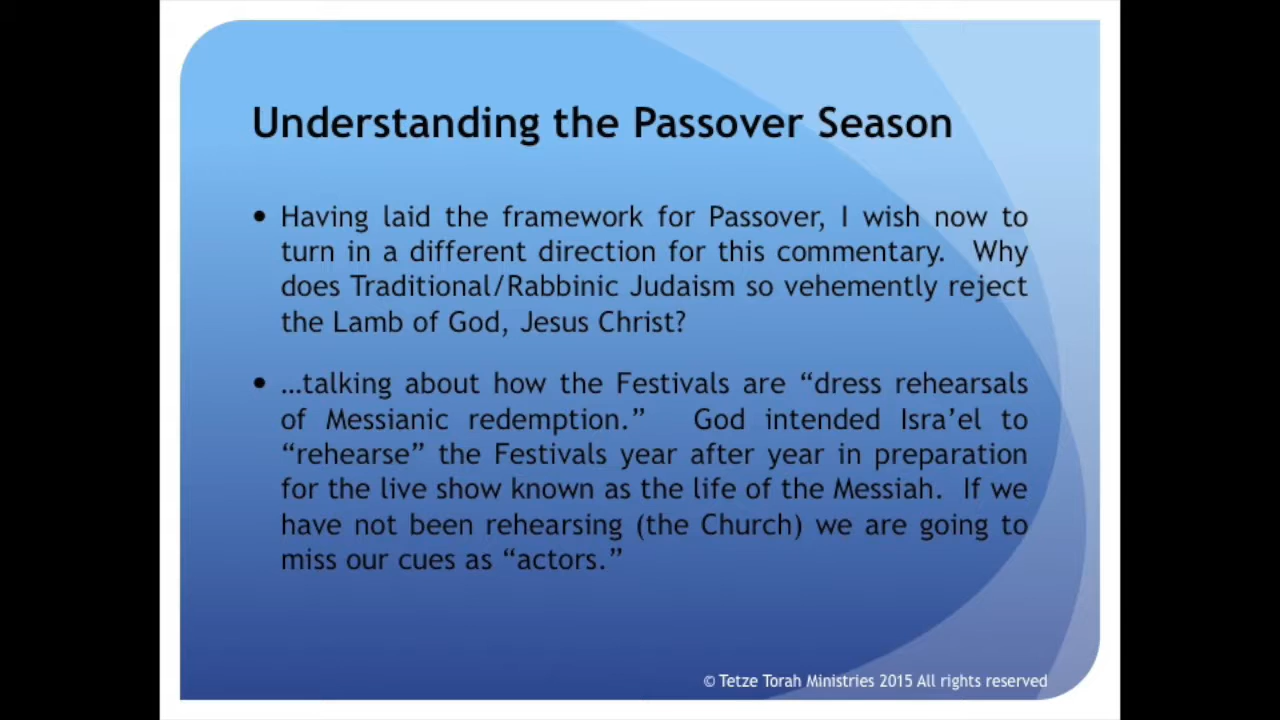 Understanding the Passover Season
• Having laid the framework for Passover, I wish now to
turn in a different direction for this commentary. Why
does Traditional/Rabbinic Judaism so vehemently reject
the Lamb of God, Jesus Christ?
• …talking about how the Festivals are “dress rehearsals
of Messianic redemption.” God intended Isra’el to
“rehearse” the Festivals year after year in preparation
for the live show known as the life of the Messiah. If we
have not been rehearsing (the Church) we are going to
miss our cues as “actors.”
© Tetze Torah Ministries 2015 All rights reserved